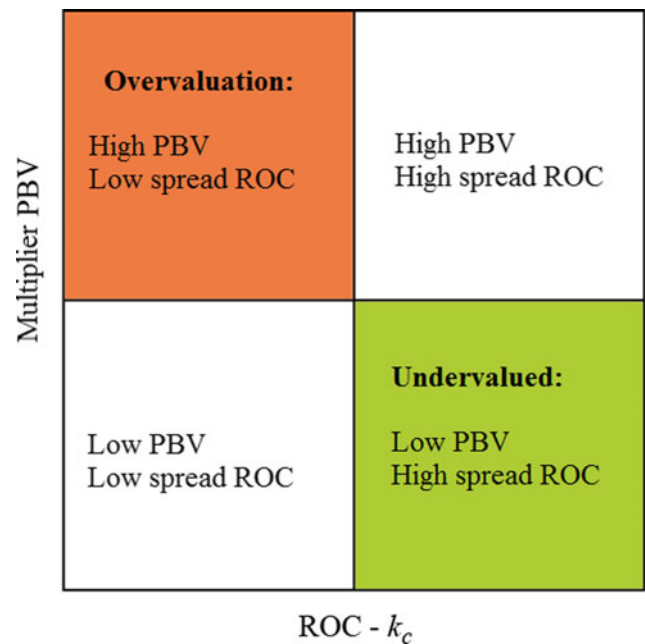 Multiplier PBV
Overvaluation:
High PBV
Low spread ROC
High PBV
High spread ROC
Low PBV
Low spread ROC
Undervalued:
Low PBV
High spread ROC
ROC - k_c